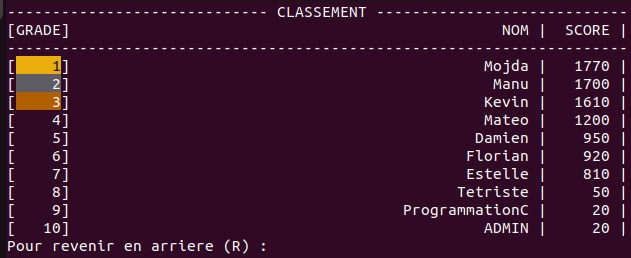 ----------------------------- CLASSEMENT ----------------------------
[GRADE] NOM | SCORE |
---------------------------------------------------------------------
[ 1] Mojda | 1770 |
[ 2] Manu | 1700 |
[ 3] Kevin | 1610 |
[ 4] Mateo | 1200 |
[ 5] Damien | 950 |
[ 6] Florian | 920 |
[ 7] Estelle | 810 |
[ 8] Tetriste | 50 |
[ 9] ProgrammationC | 20 |
[ 10] ADMIN | 20 |
Pour revenir en arriere (R) :